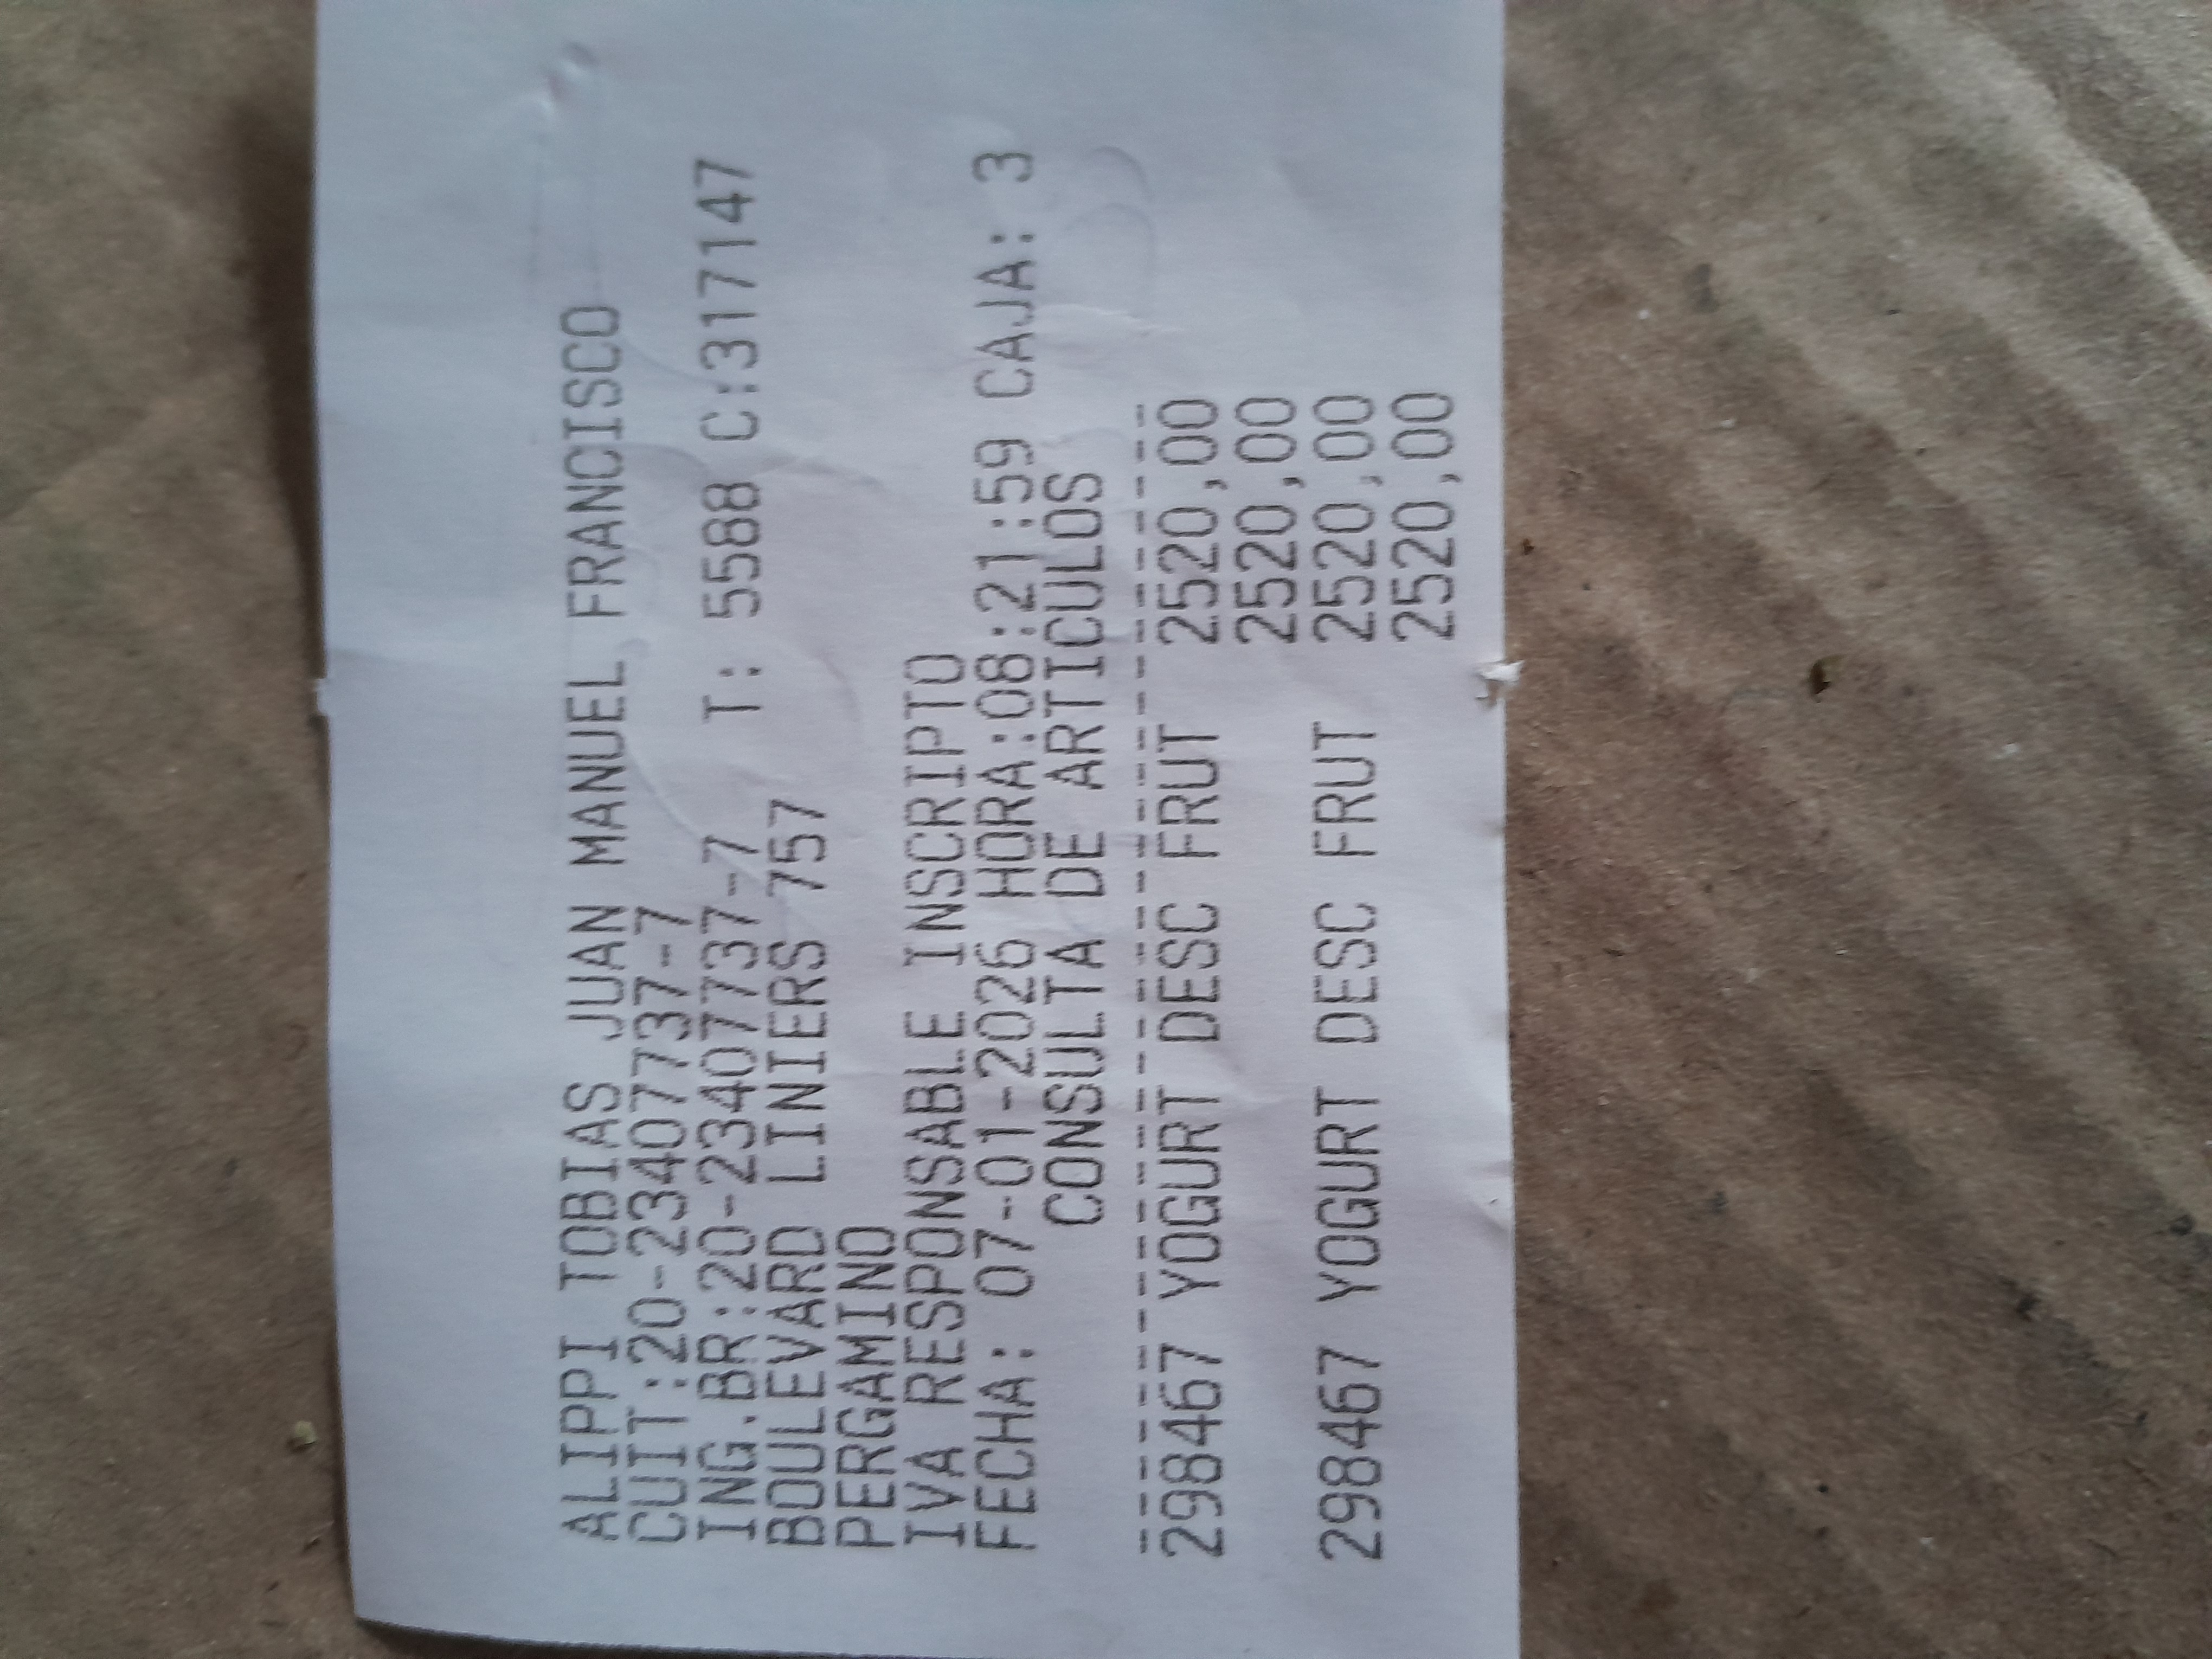 ALIPPI TOBIAS JUAN MANUEL FRANCISCO
CUIT:20-23407737-7
ING.BR:20-23407737-7 T: 5588 C:317147
BOULEVARD LINIERS 757
PERGAMINO
IVA RESPONSABLE INSCRIPTO
FECHA: 07-01-2026 HORA:08:21:59 CAJA: 3
CONSULTA DE ARTICULOS
----------------------------------------
298467 YOGURT DESC FRUT 2520,00
2520,00
298467 YOGURT DESC FRUT 2520,00
2520,00